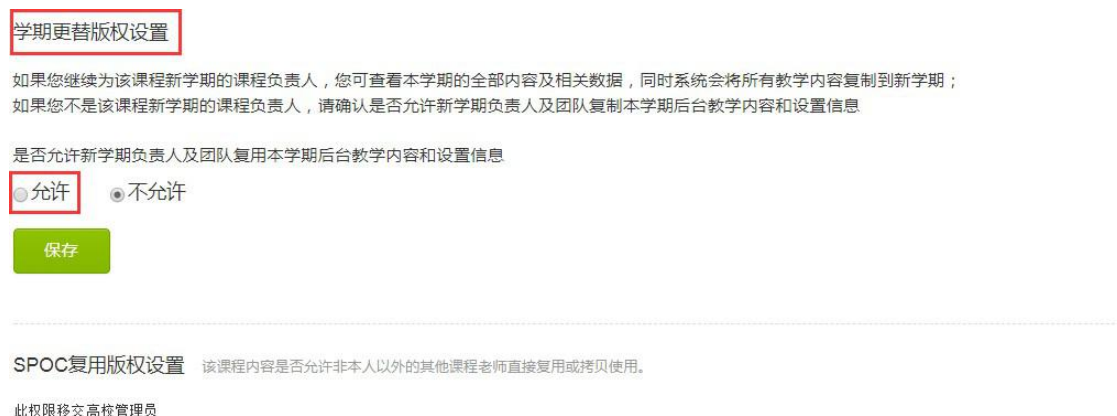 学期更替版权设置
如果您继续为该课程新学期的课程负责人，您可查看本学期的全部内容及相关数据，同时系统会将所有教学内容复制到新学期；
如果您不是该课程新学期的课程负责人，请确认是否允许新学期负责人及团队复制本学期后台教学内容和设置信息
是否允许新学期负责人及团队复用本学期后台教学内容和设置信息
允许 不允许
保存
SPOC复用版权设置 该课程内容是否允许非本人以外的其他课程老师直接复用或拷贝使用。
此权限移交高校管理员